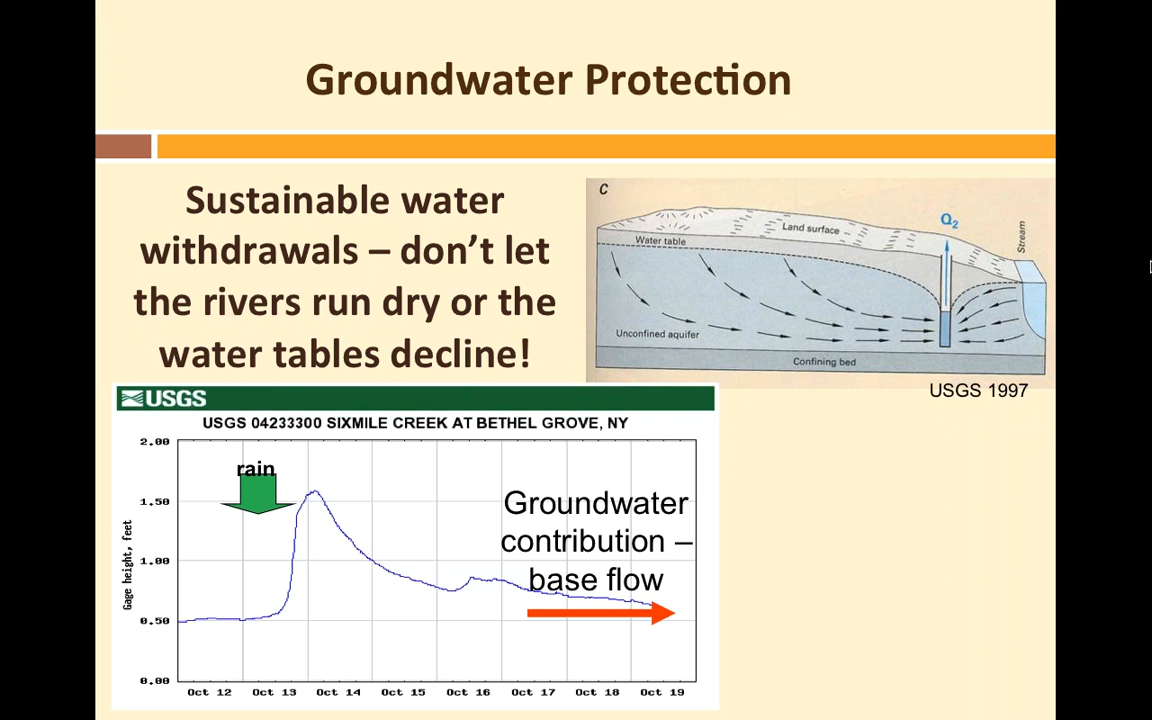 Groundwater Protection
Sustainable water
withdrawals – don't let
the rivers run dry or the
water tables decline!
C
Q2
Stream
Land surface
Water table
Unconfined aquifer
Confining bed
USGS 1997
USGS
USGS 04233300 SIXMILE CREEK AT BETHEL GROVE, NY
Gage height, feet
2.00
1.50
1.00
0.50
0.00
rain
Groundwater
contribution –
base flow
Oct 12 Oct 13 Oct 14 Oct 15 Oct 16 Oct 17 Oct 18 Oct 19